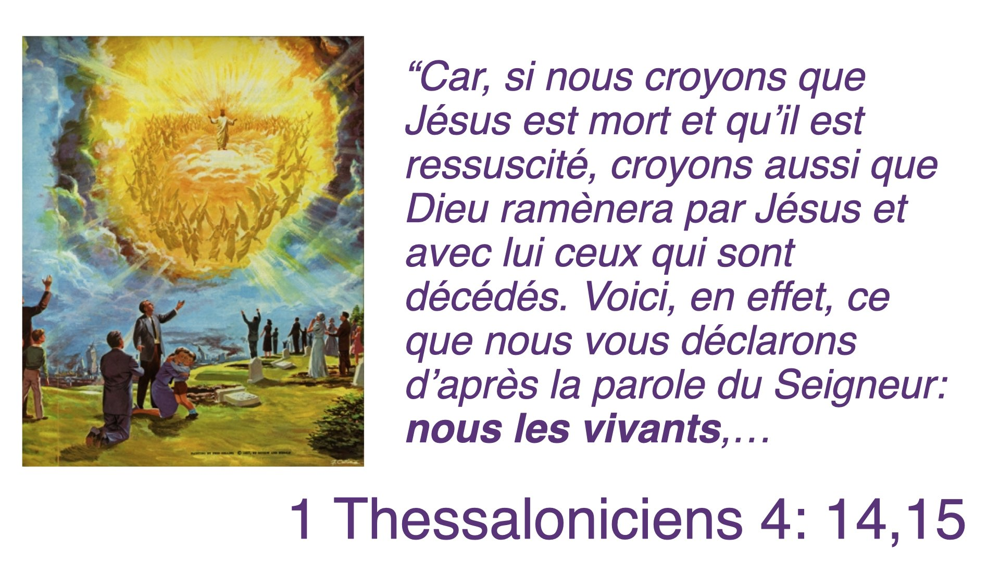 “Car, si nous croyons que
Jésus est mort et qu’il est
ressuscité, croyons aussi que
Dieu ramènera par Jésus et
avec lui ceux qui sont
décédés. Voici, en effet, ce
que nous vous déclarons
d’après la parole du Seigneur:
nous les vivants,…
1 Thessaloniciens 4: 14,15